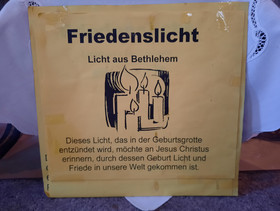 Friedenslicht
Licht aus Bethlehem
Dieses Licht, das in der Geburtsgrotte
entzündet wird, möchte an Jesus Christus
erinnern, durch dessen Geburt Licht und
Friede in unsere Welt gekommen ist.